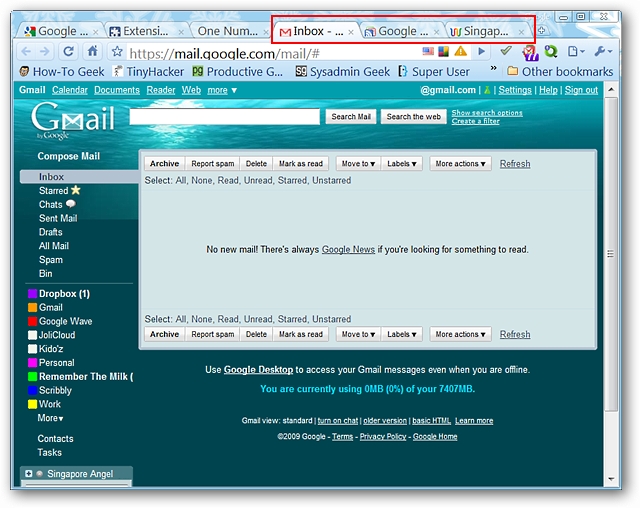 Google ... Extensi... One Num... Inbox - ... Google ... Singap...
https://mail.google.com/mail/#
How-To Geek TinyHacker Productive G... Sysadmin Geek Super User » Other bookmarks
Gmail Calendar Documents Reader Web more ▼ @gmail.com | Settings | Help | Sign out
Gmail by Google Search Mail Search the web Show search options
Create a filter
Compose Mail
Inbox
Starred
Chats
Sent Mail
Drafts
All Mail
Spam
Bin
Dropbox (1)
Gmail
Google Wave
JoliCloud
Kido'z
Personal
Remember The Milk (
Scribbly
Work
More▼
Contacts
Tasks
Singapore Angel
Archive Report spam Delete Mark as read Move to ▼ Labels ▼ More actions ▼ Refresh
Select: All, None, Read, Unread, Starred, Unstarred
No new mail! There's always Google News if you're looking for something to read.
Select: All, None, Read, Unread, Starred, Unstarred
Archive Report spam Delete Mark as read Move to ▼ Labels ▼ More actions ▼ Refresh
Use Google Desktop to access your Gmail messages even when you are offline.
You are currently using 0MB (0%) of your 7407MB.
Gmail view: standard | turn on chat | older version | basic HTML Learn more
©2009 Google - Terms - Privacy Policy - Google Home